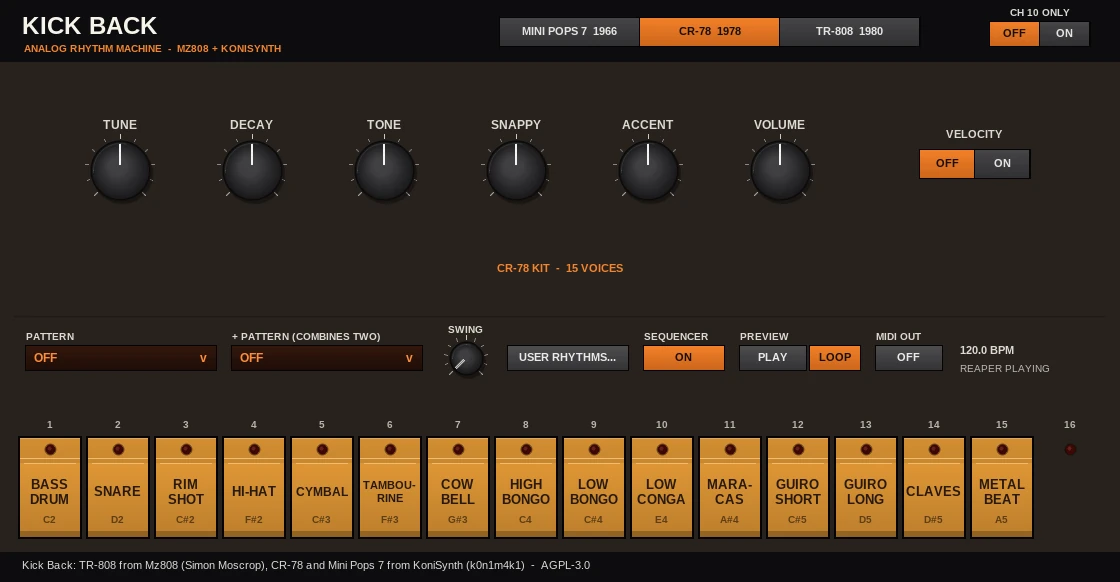 KICK BACK
ANALOG RHYTHM MACHINE - MZ808 + KONISYNTH
MINI POPS 7 1966
CR-78 1978
TR-808 1980
CH 10 ONLY
OFF ON
TUNE DECAY TONE SNAPPY ACCENT VOLUME
VELOCITY
OFF ON
CR-78 KIT - 15 VOICES
PATTERN
+ PATTERN (COMBINES TWO)
SWING
SEQUENCER
PREVIEW
MIDI OUT
OFF v
OFF v
USER RHYTHMS...
ON
PLAY LOOP
OFF
120.0 BPM
REAPER PLAYING
1 2 3 4 5 6 7 8 9 10 11 12 13 14 15 16
BASS
DRUM
C2
SNARE
D2
RIM
SHOT
C#2
HI-HAT
F#2
CYMBAL
C#3
TAMBOU-
RINE
F#3
COW
BELL
G#3
HIGH
BONGO
C4
LOW
BONGO
C#4
LOW
CONGA
E4
MARA-
CAS
A#4
GUIRO
SHORT
C#5
GUIRO
LONG
D5
CLAVES
D#5
METAL
BEAT
A5
Kick Back: TR-808 from Mz808 (Simon Moscrop), CR-78 and Mini Pops 7 from KoniSynth (k0n1m4k1) - AGPL-3.0